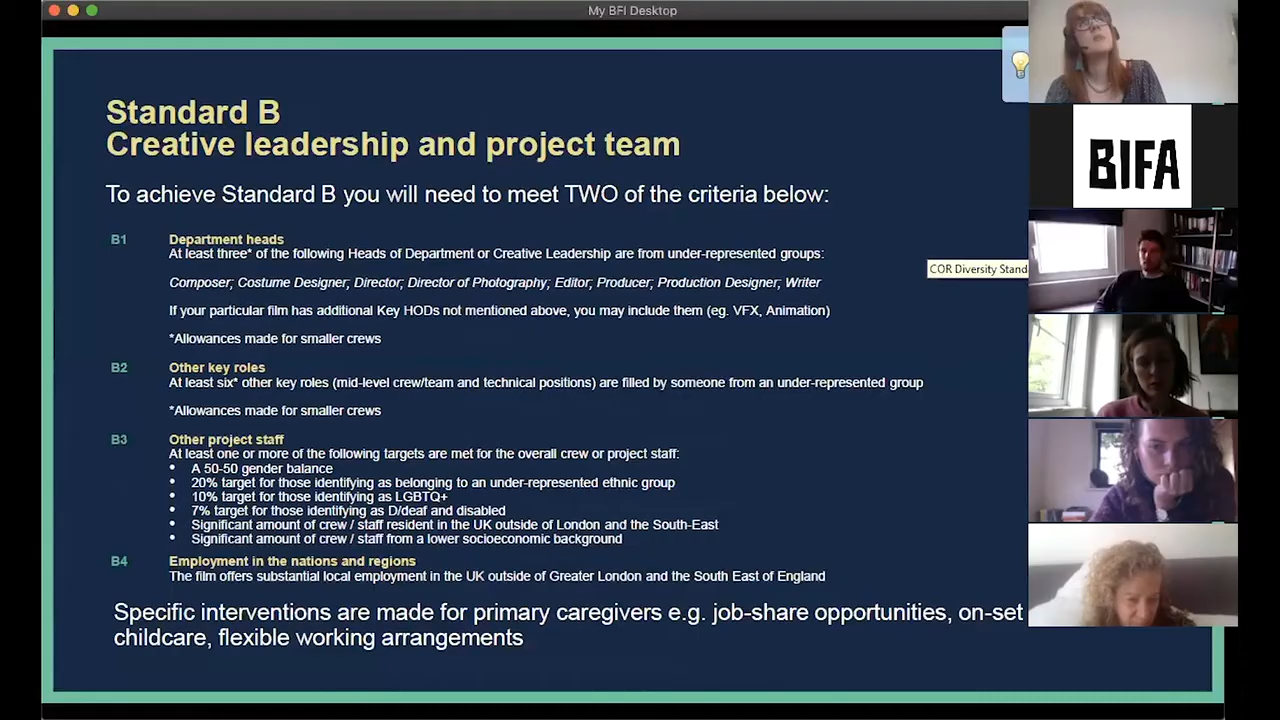 My BFI Desktop
Standard B
Creative leadership and project team
To achieve Standard B you will need to meet TWO of the criteria below:
B1 Department heads
At least three* of the following Heads of Department or Creative Leadership are from under-represented groups:
Composer; Costume Designer; Director; Director of Photography; Editor; Producer; Production Designer; Writer
If your particular film has additional Key HODs not mentioned above, you may include them (eg. VFX, Animation)
*Allowances made for smaller crews
B2 Other key roles
At least six* other key roles (mid-level crew/team and technical positions) are filled by someone from an under-represented group
*Allowances made for smaller crews
B3 Other project staff
At least one or more of the following targets are met for the overall crew or project staff:
• A 50-50 gender balance
• 20% target for those identifying as belonging to an under-represented ethnic group
• 10% target for those identifying as LGBTQ+
• 7% target for those identifying as D/deaf and disabled
• Significant amount of crew / staff resident in the UK outside of London and the South-East
• Significant amount of crew / staff from a lower socioeconomic background
B4 Employment in the nations and regions
The film offers substantial local employment in the UK outside of Greater London and the South East of England
Specific interventions are made for primary caregivers e.g. job-share opportunities, on-set
childcare, flexible working arrangements
COR Diversity Stand
BIFA